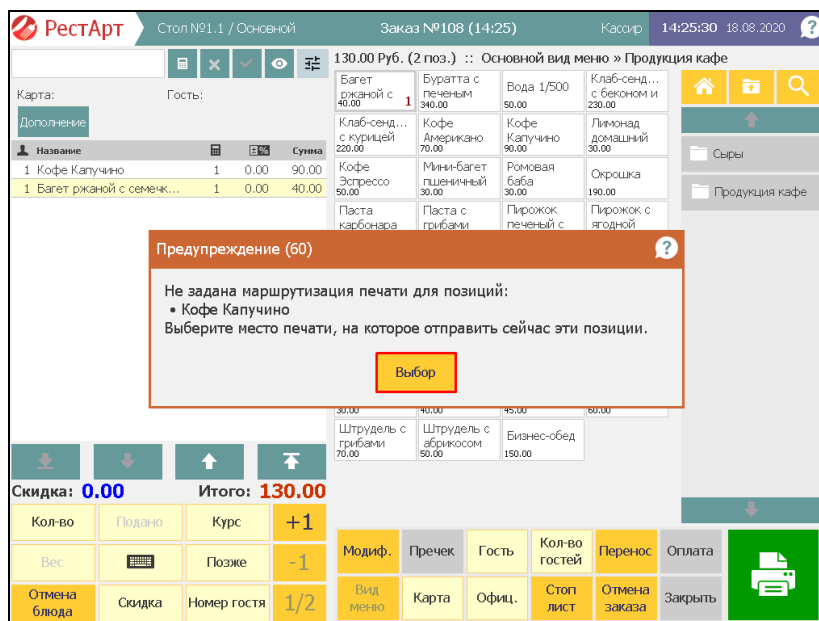 РестАрт
Стол №1.1 / Основной
Заказ №108 (14:25)
Кассир
14:25:30 18.08.2020
?
130.00 Руб. (2 поз.) :: Основной вид меню » Продукция кафе
Карта:
Гость:
Дополнение
Название
±%
Сумма
1 Кофе Капучино 1 0.00 90.00
1 Багет ржаной с семечк... 1 0.00 40.00
Багет ржаной с
40.00
1
Буратта с печеным
340.00
Вода 1/500
50.00
Клаб-сенд... с беконом и
230.00
Клаб-сенд... с курицей
220.00
Кофе Американо
70.00
Кофе Капучино
90.00
Лимонад домашний
30.00
Кофе Эспрессо
50.00
Мини-багет пшеничный
30.00
Ромовая баба
30.00
Окрошка
190.00
Паста карбонара
Паста с грибами
Пирожок печеный с
Пирожок с ягодной
Сыры
Продукция кафе
Предупреждение (60)
?
Не задана маршрутизация печати для позиций:
• Кофе Капучино
Выберите место печати, на которое отправить сейчас эти позиции.
Выбор
30.00
40.00
45.00
60.00
Штрудель с грибами
70.00
Штрудель с абрикосом
50.00
Бизнес-обед
150.00
Скидка: 0.00
Итого: 130.00
Кол-во
Подано
Курс
+1
Вес
Позже
-1
Отмена блюда
Скидка
Номер гостя
1/2
Модиф.
Пречек
Гость
Кол-во гостей
Перенос
Оплата
Вид меню
Карта
Офиц.
Стоп лист
Отмена заказа
Закрыть